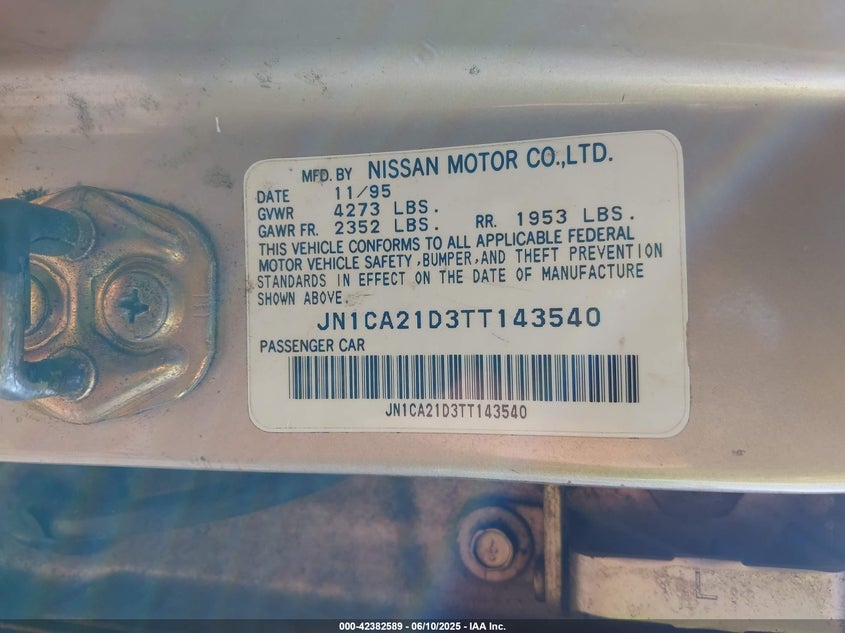 MFD. BY NISSAN MOTOR CO.,LTD.
DATE 11/95
GVWR 4273 LBS.
GAWR FR. 2352 LBS. RR. 1953 LBS.
THIS VEHICLE CONFORMS TO ALL APPLICABLE FEDERAL
MOTOR VEHICLE SAFETY ,BUMPER,AND THEFT PREVENTION
STANDARDS IN EFFECT ON THE DATE OF MANUFACTURE
SHOWN ABOVE.
JN1CA21D3TT143540
PASSENGER CAR
JN1CA21D3TT143540
L
000-42382589 - 06/10/2025 - IAA Inc.